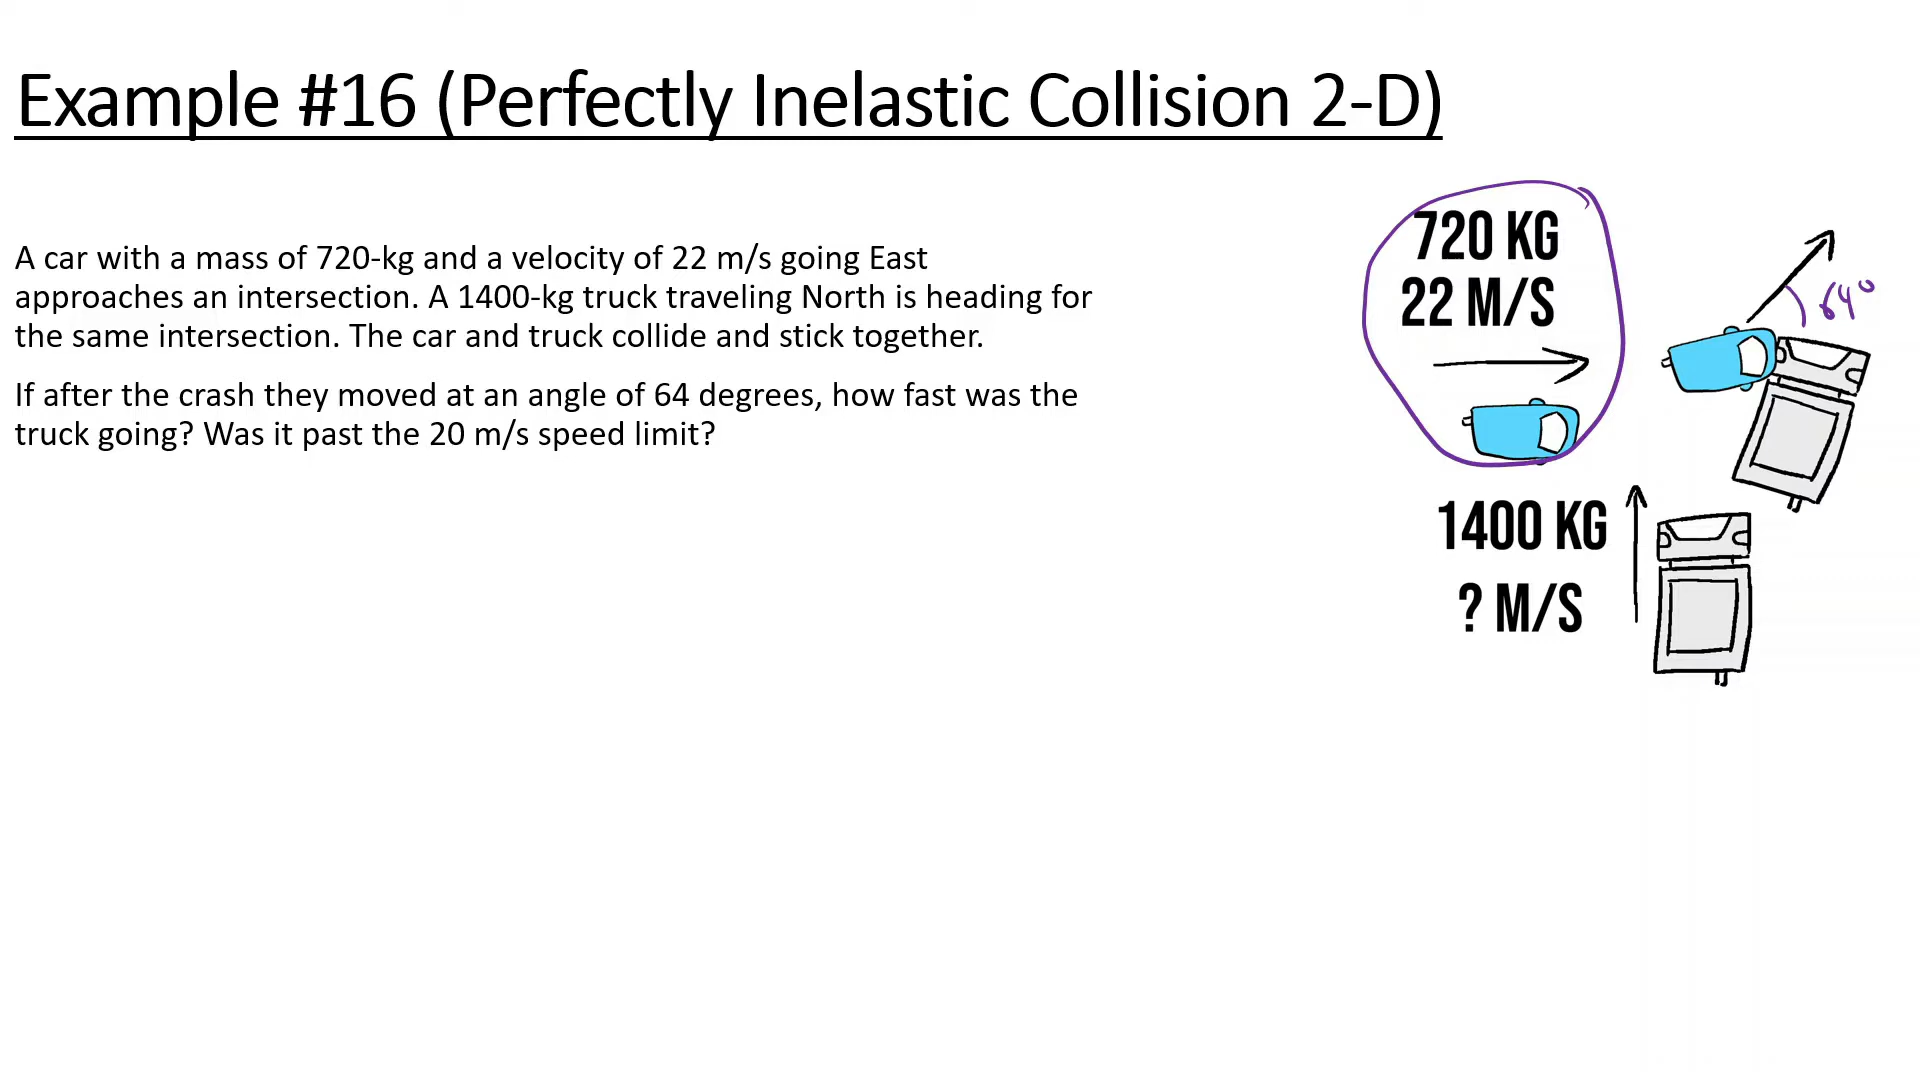 Example #16 (Perfectly Inelastic Collision 2-D)
A car with a mass of 720-kg and a velocity of 22 m/s going East
approaches an intersection. A 1400-kg truck traveling North is heading for
the same intersection. The car and truck collide and stick together.
If after the crash they moved at an angle of 64 degrees, how fast was the
truck going? Was it past the 20 m/s speed limit?
720 KG
22 M/S
64°
1400 KG
? M/S